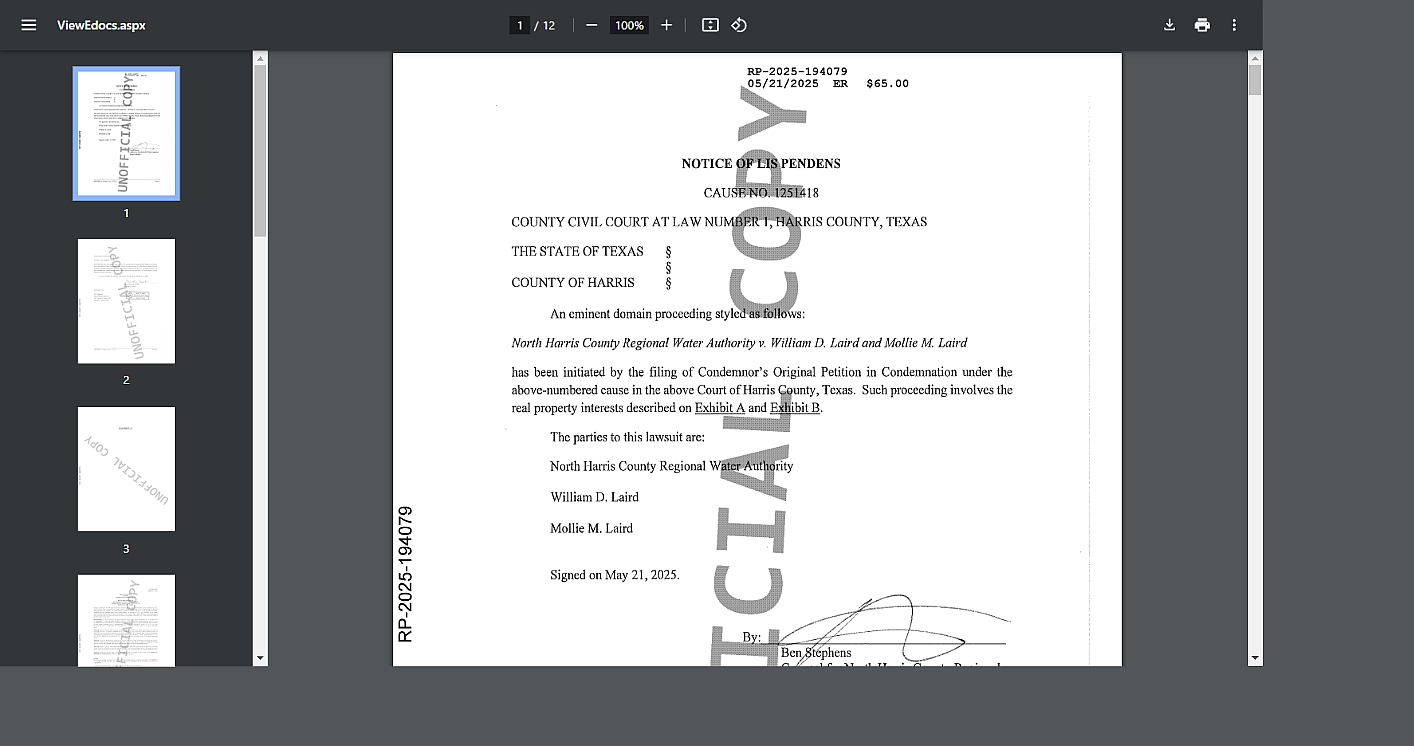 ViewEdocs.aspx
1 / 12
100%
1
2
3
UNOFFICIAL COPY
UNOFFICIAL COPY
UNOFFICIAL COPY
RP-2025-194079
05/21/2025 ER $65.00
NOTICE OF LIS PENDENS
CAUSE NO. 1251418
COUNTY CIVIL COURT AT LAW NUMBER 1, HARRIS COUNTY, TEXAS
THE STATE OF TEXAS §
§
COUNTY OF HARRIS §
An eminent domain proceeding styled as follows:
North Harris County Regional Water Authority v. William D. Laird and Mollie M. Laird
has been initiated by the filing of Condemnor's Original Petition in Condemnation under the
above-numbered cause in the above Court of Harris County, Texas. Such proceeding involves the
real property interests described on Exhibit A and Exhibit B.
The parties to this lawsuit are:
North Harris County Regional Water Authority
William D. Laird
Mollie M. Laird
Signed on May 21, 2025.
By:
Ben Stephens
RP-2025-194079
ICIAL COPY